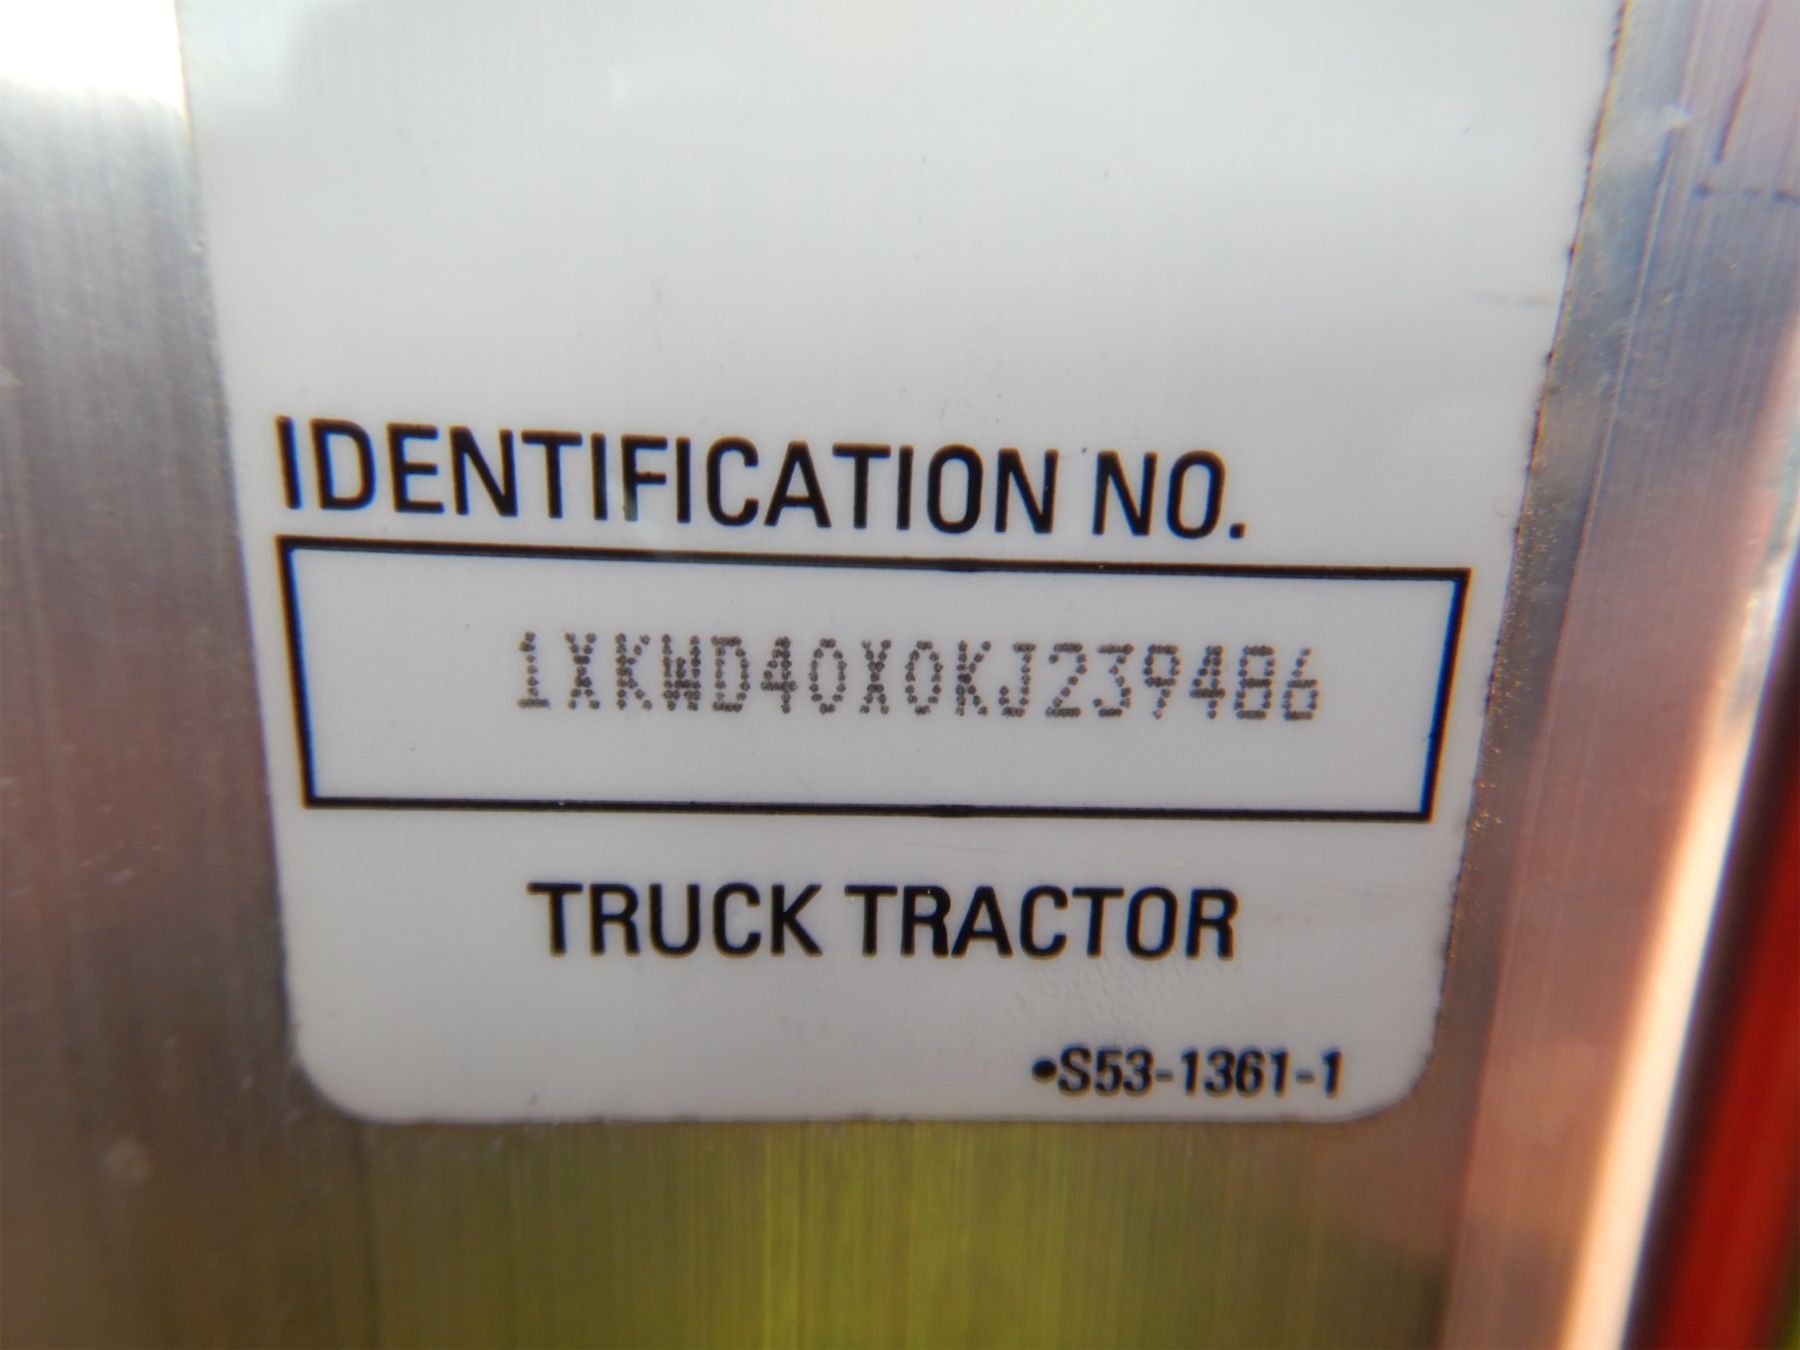 IDENTIFICATION NO.
1XKWD40X0KJ239486
TRUCK TRACTOR
•S53-1361-1